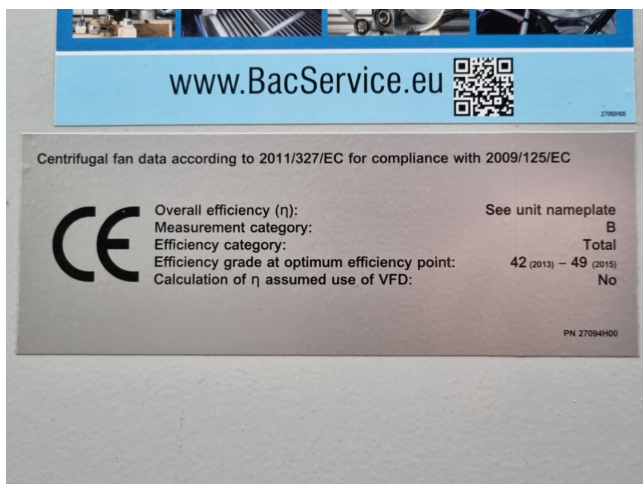 www.BacService.eu
27092H00
Centrifugal fan data according to 2011/327/EC for compliance with 2009/125/EC
CE
Overall efficiency (η): See unit nameplate
Measurement category: B
Efficiency category: Total
Efficiency grade at optimum efficiency point: 42 (2013) – 49 (2015)
Calculation of η assumed use of VFD: No
PN 27094H00